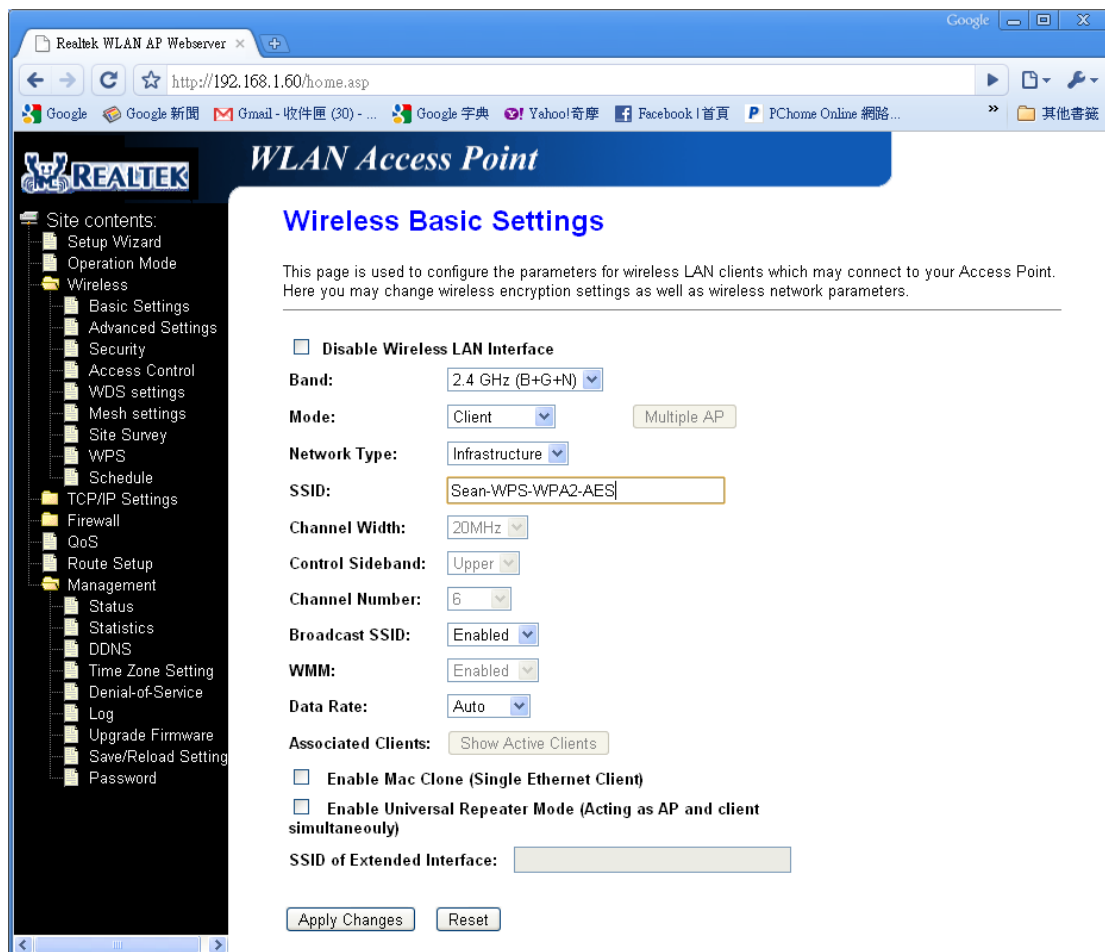 Google
Realtek WLAN AP Webserver
http://192.168.1.60/home.asp
Google
Google 新聞
Gmail - 收件匣 (30) - ...
Google 字典
Yahoo!奇摩
Facebook | 首頁
PChome Online 網路...
»
其他書籤
REALTEK
WLAN Access Point
Site contents:
Setup Wizard
Operation Mode
Wireless
Basic Settings
Advanced Settings
Security
Access Control
WDS settings
Mesh settings
Site Survey
WPS
Schedule
TCP/IP Settings
Firewall
QoS
Route Setup
Management
Status
Statistics
DDNS
Time Zone Setting
Denial-of-Service
Log
Upgrade Firmware
Save/Reload Setting
Password
Wireless Basic Settings
This page is used to configure the parameters for wireless LAN clients which may connect to your Access Point.
Here you may change wireless encryption settings as well as wireless network parameters.
Disable Wireless LAN Interface
Band: 2.4 GHz (B+G+N)
Mode: Client Multiple AP
Network Type: Infrastructure
SSID: Sean-WPS-WPA2-AES
Channel Width: 20MHz
Control Sideband: Upper
Channel Number: 6
Broadcast SSID: Enabled
WMM: Enabled
Data Rate: Auto
Associated Clients: Show Active Clients
Enable Mac Clone (Single Ethernet Client)
Enable Universal Repeater Mode (Acting as AP and client
simultaneouly)
SSID of Extended Interface:
Apply Changes Reset